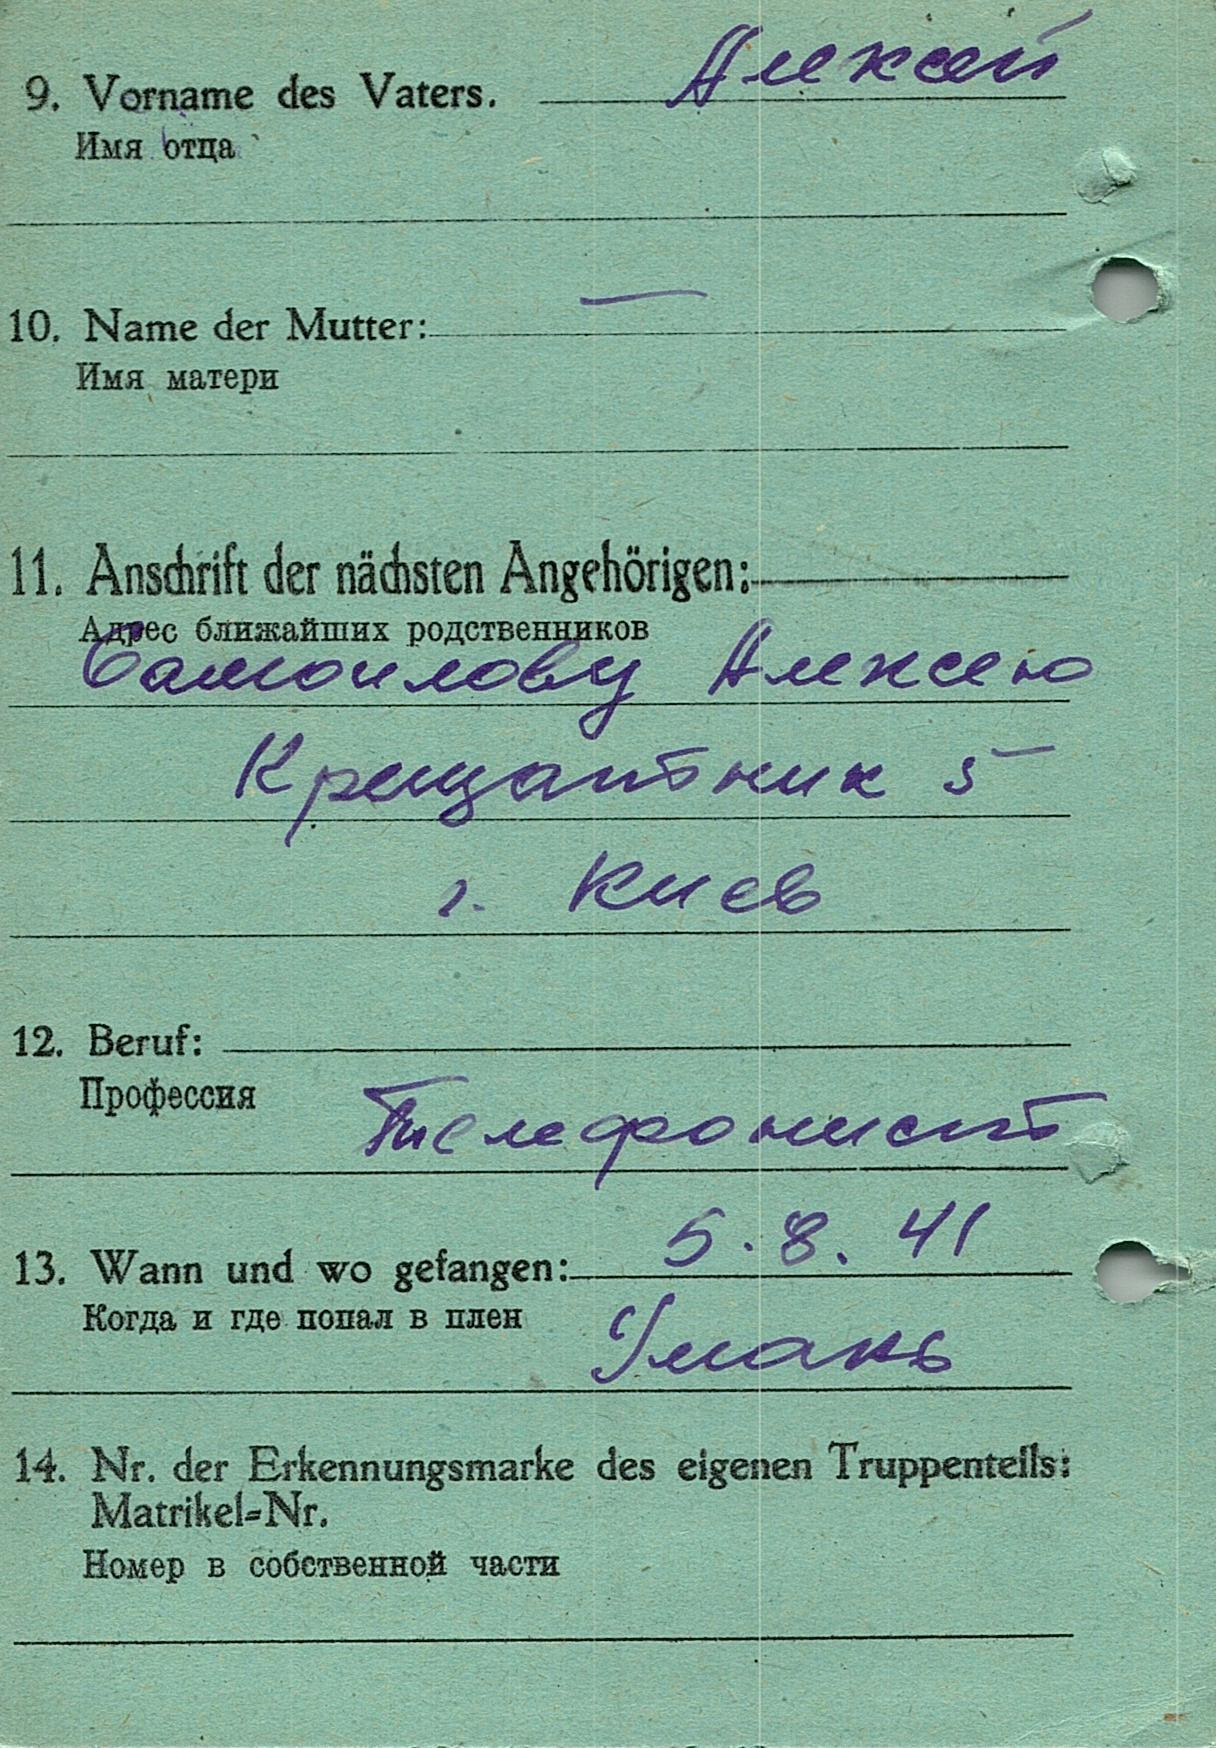 9. Vorname des Vaters. Алексей
Имя отца
10. Name der Mutter: —
Имя матери
11. Anschrift der nächsten Angehörigen:
Адрес ближайших родственников
Самоилову Алексею
Крещатник 5
г. Киев
12. Beruf:
Профессия
Телефонист
13. Wann und wo gefangen: 5. 8. 41
Когда и где попал в плен
Умань
14. Nr. der Erkennungsmarke des eigenen Truppenteils:
Matrikel=Nr.
Номер в собственной части